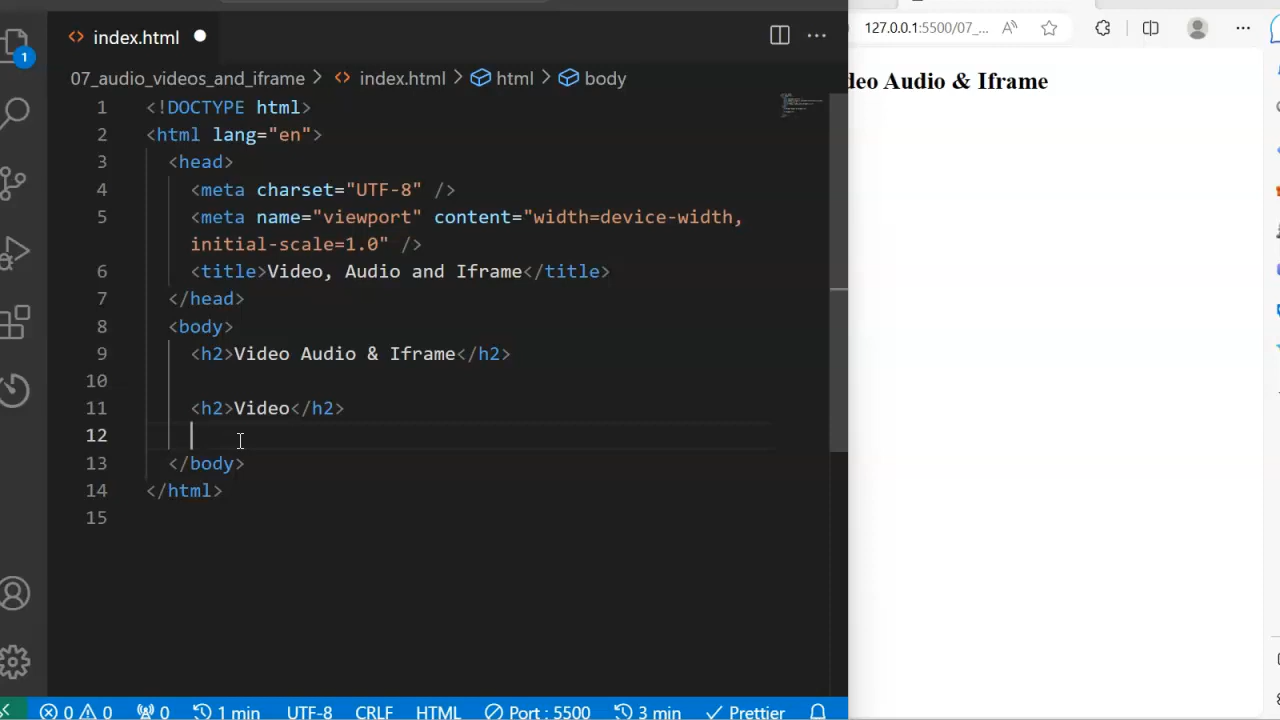 index.html
127.0.0.1:5500/07_...
07_audio_videos_and_iframe > index.html > html > body
deo Audio & Iframe
1
1 <!DOCTYPE html>
2 <html lang="en">
3 <head>
4 <meta charset="UTF-8" />
5 <meta name="viewport" content="width=device-width,
initial-scale=1.0" />
6 <title>Video, Audio and Iframe</title>
7 </head>
8 <body>
9 <h2>Video Audio & Iframe</h2>
10
11 <h2>Video</h2>
12
13 </body>
14 </html>
15
0 0 0 1 min UTF-8 CRLF HTML Port : 5500 3 min Prettier